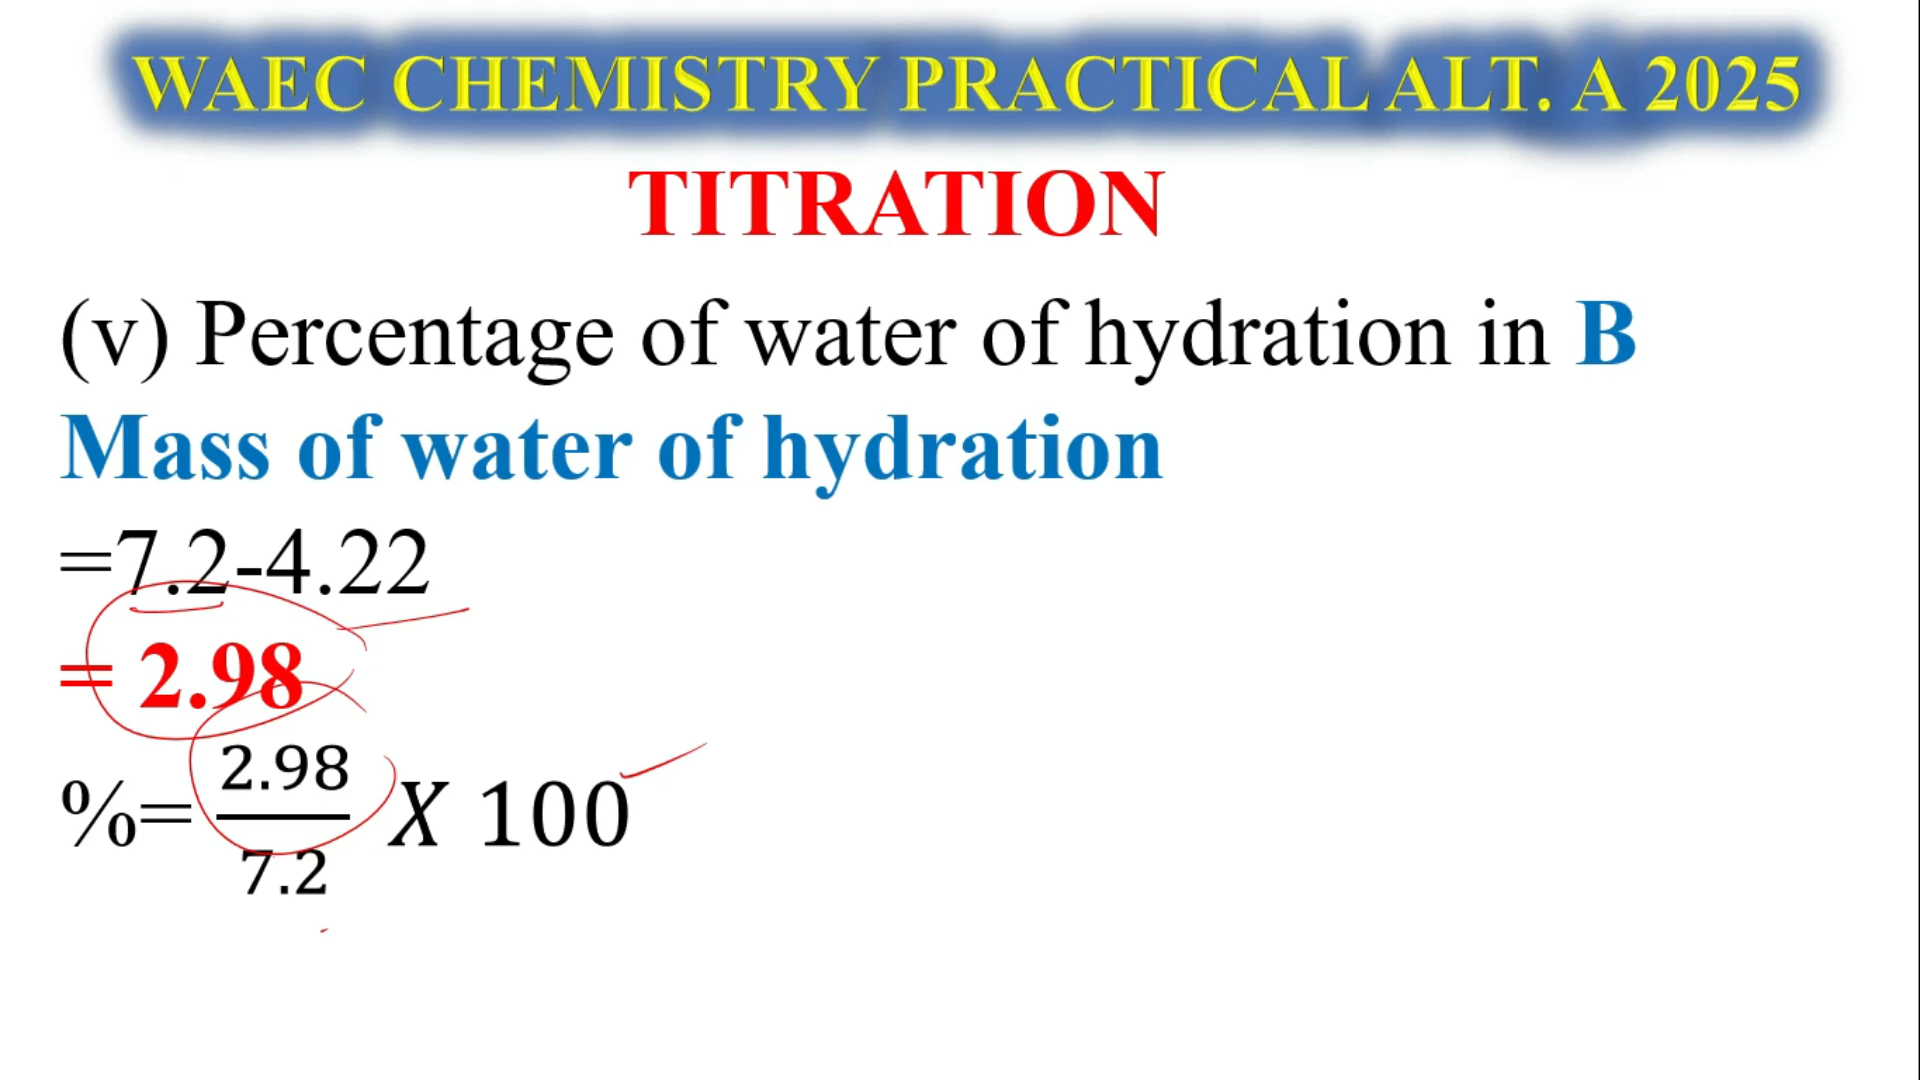 WAEC CHEMISTRY PRACTICAL ALT. A 2025
TITRATION
(v) Percentage of water of hydration in B
Mass of water of hydration
=7.2-4.22
= 2.98
%= 2.98/7.2 X 100